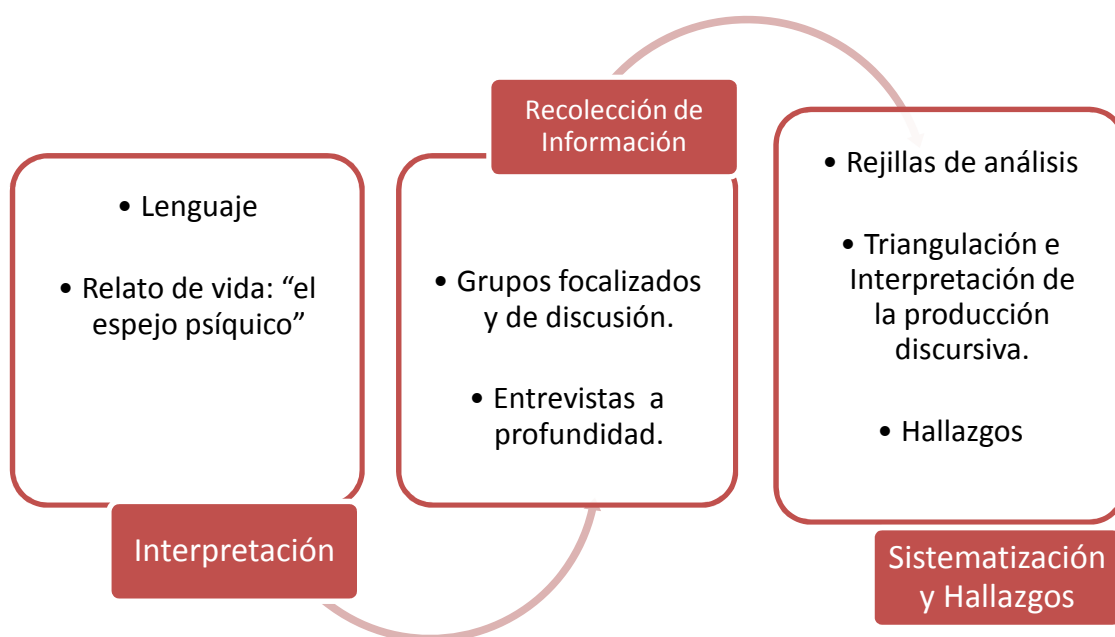 • Lenguaje
• Relato de vida: “el
espejo psíquico”
Interpretación
Recolección de
Información
• Grupos focalizados
y de discusión.
• Entrevistas a
profundidad.
• Rejillas de análisis
• Triangulación e
Interpretación de
la producción
discursiva.
• Hallazgos
Sistematización
y Hallazgos